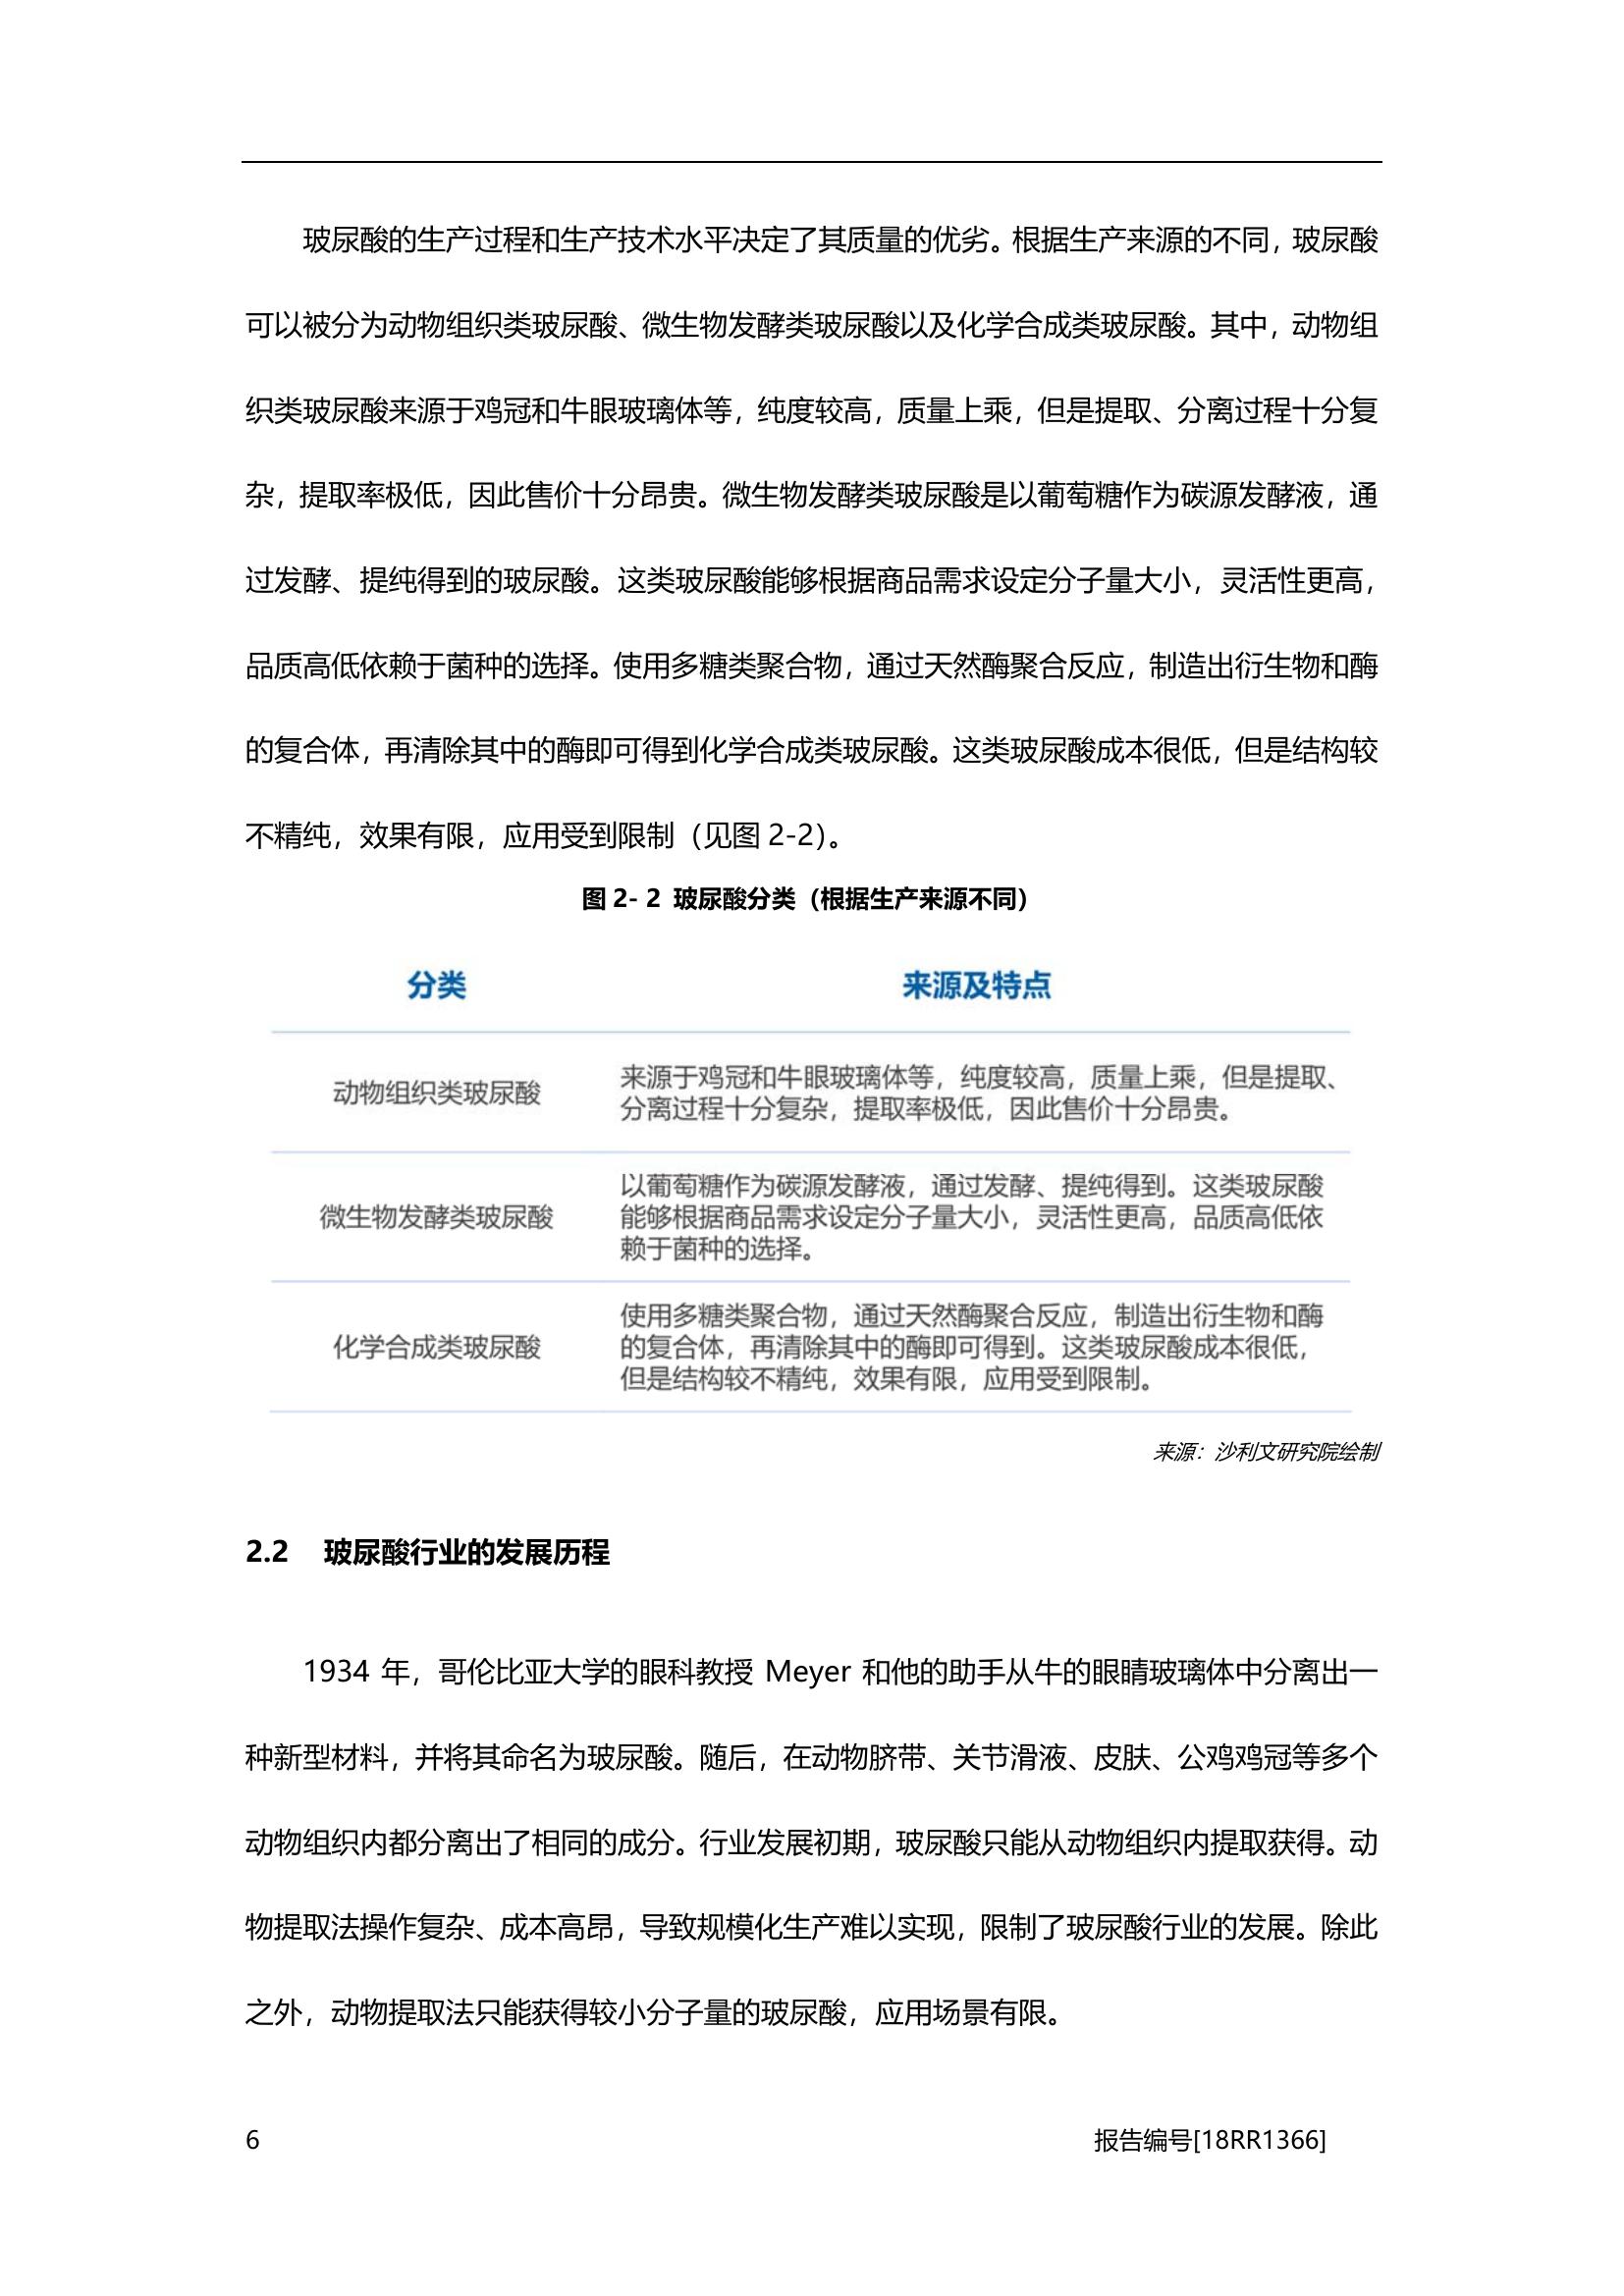 玻尿酸的生产过程和生产技术水平决定了其质量的优劣。根据生产来源的不同，玻尿酸
可以被分为动物组织类玻尿酸、微生物发酵类玻尿酸以及化学合成类玻尿酸。其中，动物组
织类玻尿酸来源于鸡冠和牛眼玻璃体等，纯度较高，质量上乘，但是提取、分离过程十分复
杂，提取率极低，因此售价十分昂贵。微生物发酵类玻尿酸是以葡萄糖作为碳源发酵液，通
过发酵、提纯得到的玻尿酸。这类玻尿酸能够根据商品需求设定分子量大小，灵活性更高，
品质高低依赖于菌种的选择。使用多糖类聚合物，通过天然酶聚合反应，制造出衍生物和酶
的复合体，再清除其中的酶即可得到化学合成类玻尿酸。这类玻尿酸成本很低，但是结构较
不精纯，效果有限，应用受到限制（见图 2-2）。
图 2- 2 玻尿酸分类（根据生产来源不同）
分类 来源及特点
动物组织类玻尿酸
来源于鸡冠和牛眼玻璃体等，纯度较高，质量上乘，但是提取、
分离过程十分复杂，提取率极低，因此售价十分昂贵。
微生物发酵类玻尿酸
以葡萄糖作为碳源发酵液，通过发酵、提纯得到。这类玻尿酸
能够根据商品需求设定分子量大小，灵活性更高，品质高低依
赖于菌种的选择。
化学合成类玻尿酸
使用多糖类聚合物，通过天然酶聚合反应，制造出衍生物和酶
的复合体，再清除其中的酶即可得到。这类玻尿酸成本很低，
但是结构较不精纯，效果有限，应用受到限制。
来源：沙利文研究院绘制
2.2 玻尿酸行业的发展历程
1934 年，哥伦比亚大学的眼科教授 Meyer 和他的助手从牛的眼睛玻璃体中分离出一
种新型材料，并将其命名为玻尿酸。随后，在动物脐带、关节滑液、皮肤、公鸡鸡冠等多个
动物组织内都分离出了相同的成分。行业发展初期，玻尿酸只能从动物组织内提取获得。动
物提取法操作复杂、成本高昂，导致规模化生产难以实现，限制了玻尿酸行业的发展。除此
之外，动物提取法只能获得较小分子量的玻尿酸，应用场景有限。
6 报告编号[18RR1366]